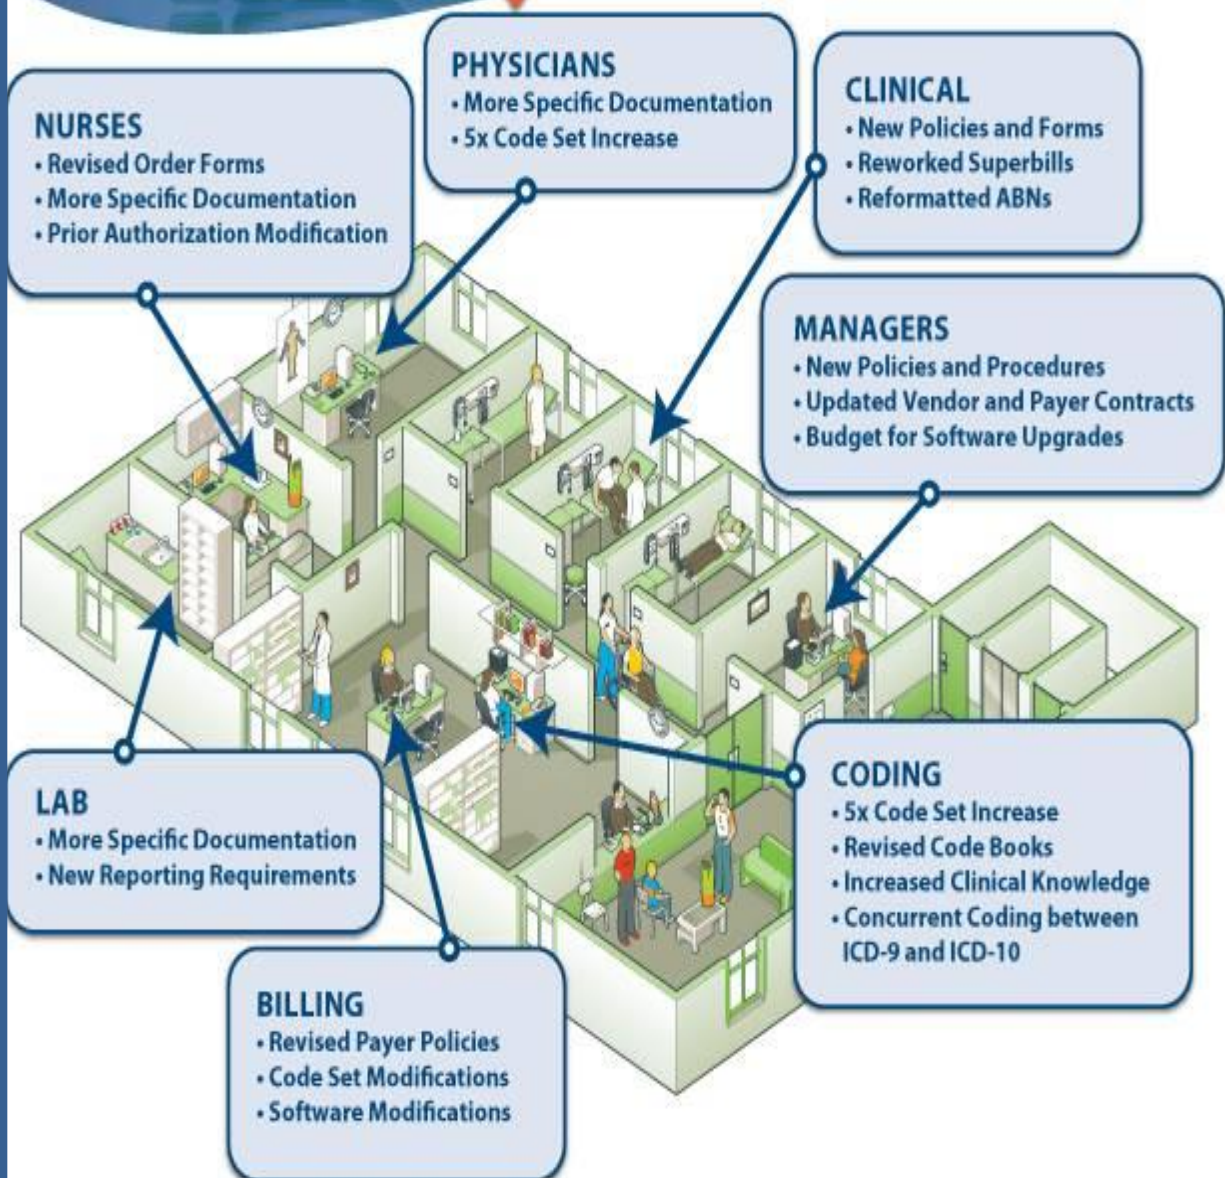 PHYSICIANS
• More Specific Documentation
• 5x Code Set Increase
CLINICAL
• New Policies and Forms
• Reworked Superbills
• Reformatted ABNs
NURSES
• Revised Order Forms
• More Specific Documentation
• Prior Authorization Modification
MANAGERS
• New Policies and Procedures
• Updated Vendor and Payer Contracts
• Budget for Software Upgrades
LAB
• More Specific Documentation
• New Reporting Requirements
CODING
• 5x Code Set Increase
• Revised Code Books
• Increased Clinical Knowledge
• Concurrent Coding between
ICD-9 and ICD-10
BILLING
• Revised Payer Policies
• Code Set Modifications
• Software Modifications